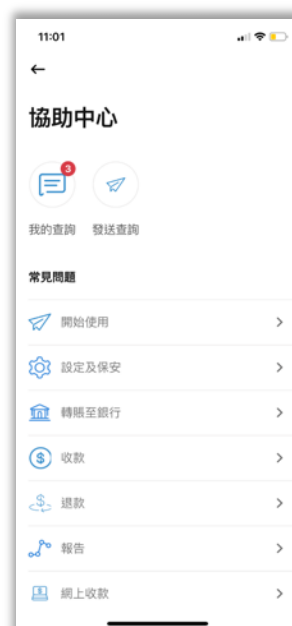 11:01
協助中心
3
我的查詢 發送查詢
常見問題
開始使用
設定及保安
轉賬至銀行
收款
退款
報告
網上收款